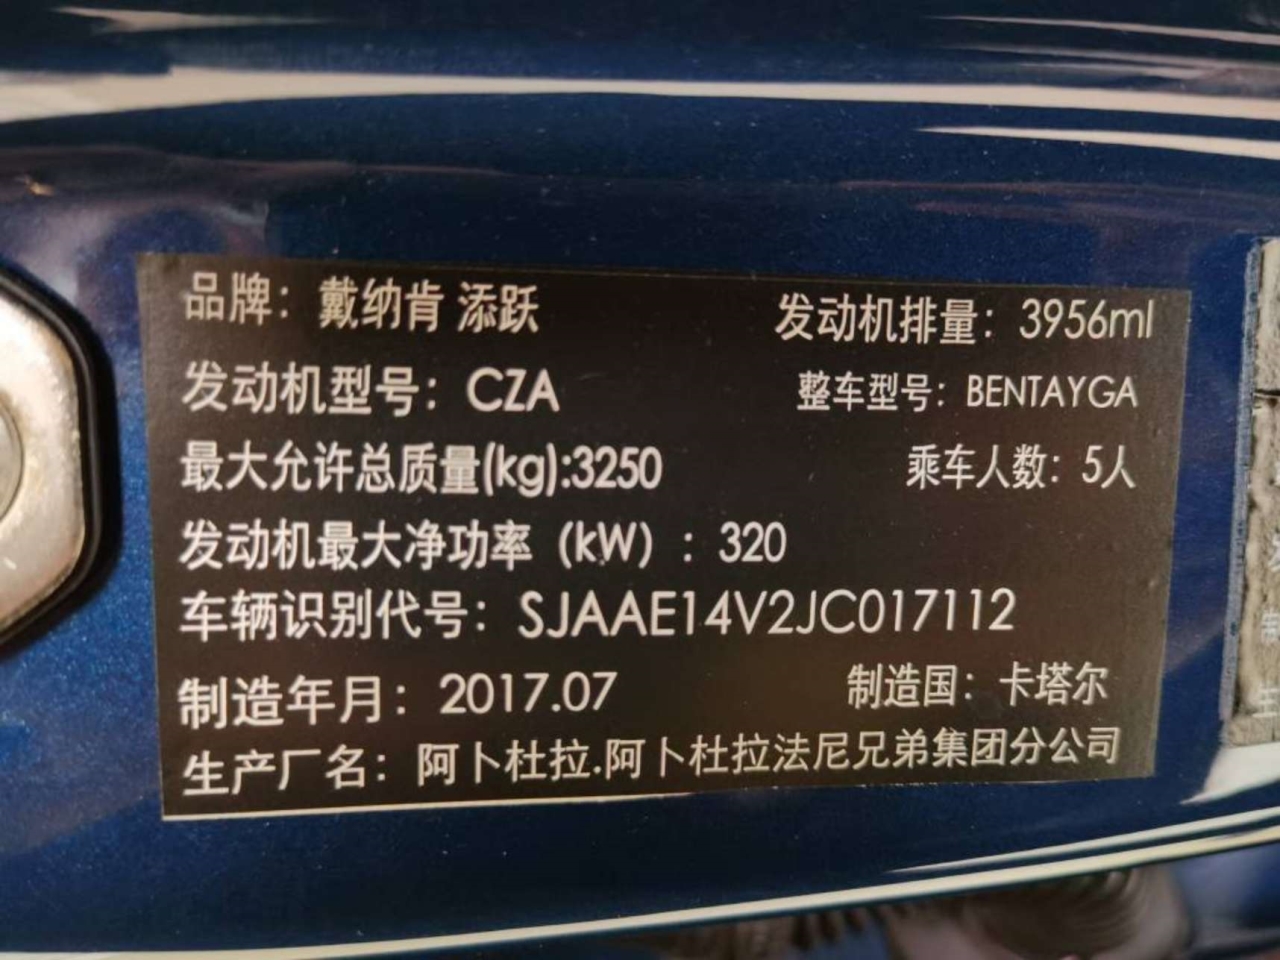 品牌：戴纳肯 添跃 发动机排量：3956ml
发动机型号：CZA 整车型号：BENTAYGA
最大允许总质量(kg):3250 乘车人数：5人
发动机最大净功率（kW）：320
车辆识别代号：SJAAE14V2JC017112
制造年月：2017.07 制造国：卡塔尔
生产厂名：阿卜杜拉.阿卜杜拉法尼兄弟集团分公司